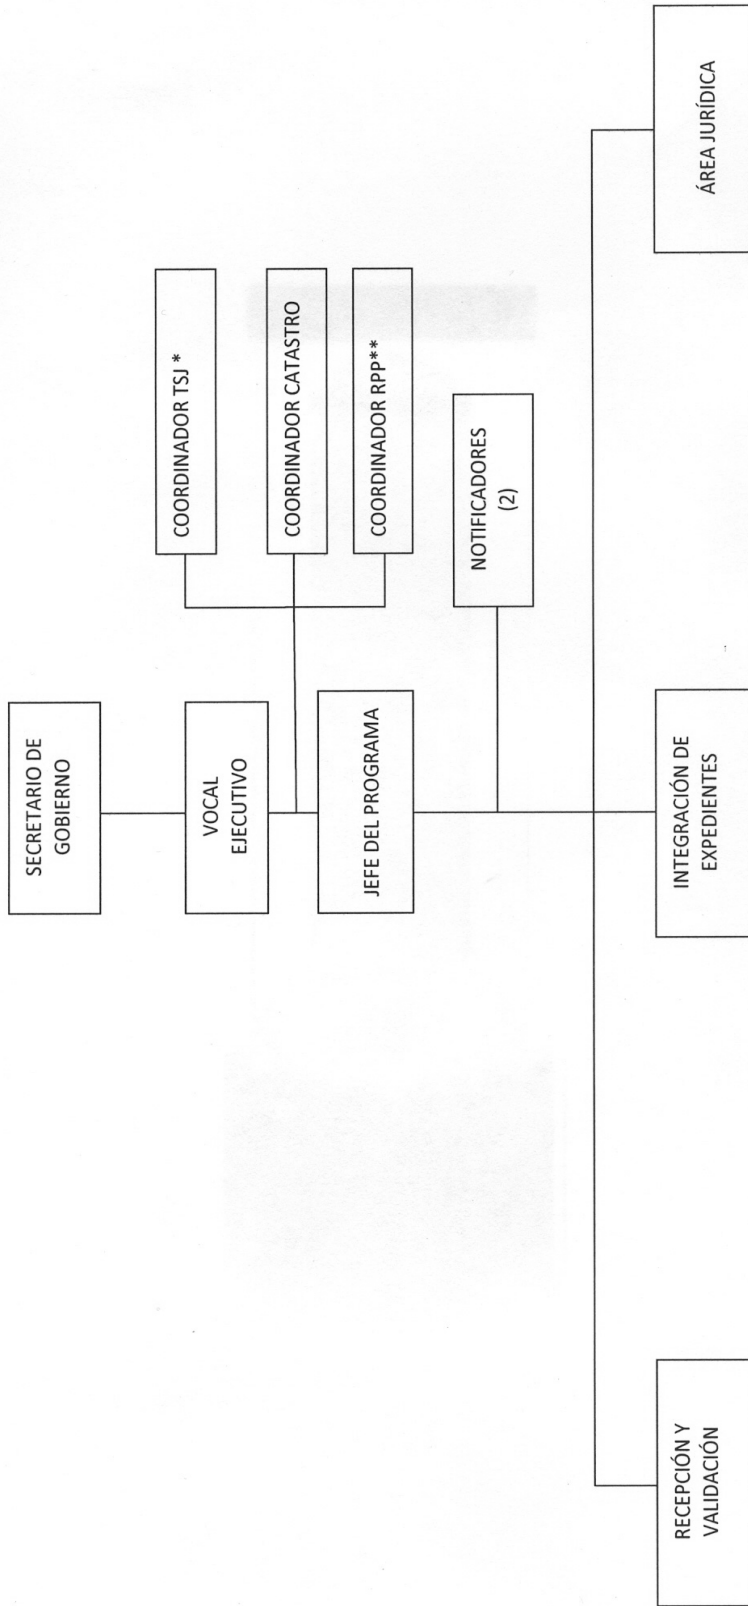 SECRETARIO DE
GOBIERNO
VOCAL
EJECUTIVO
COORDINADOR TSJ *
COORDINADOR CATASTRO
COORDINADOR RPP**
JEFE DEL PROGRAMA
NOTIFICADORES
(2)
RECEPCIÓN Y
VALIDACIÓN
INTEGRACIÓN DE
EXPEDIENTES
ÁREA JURÍDICA